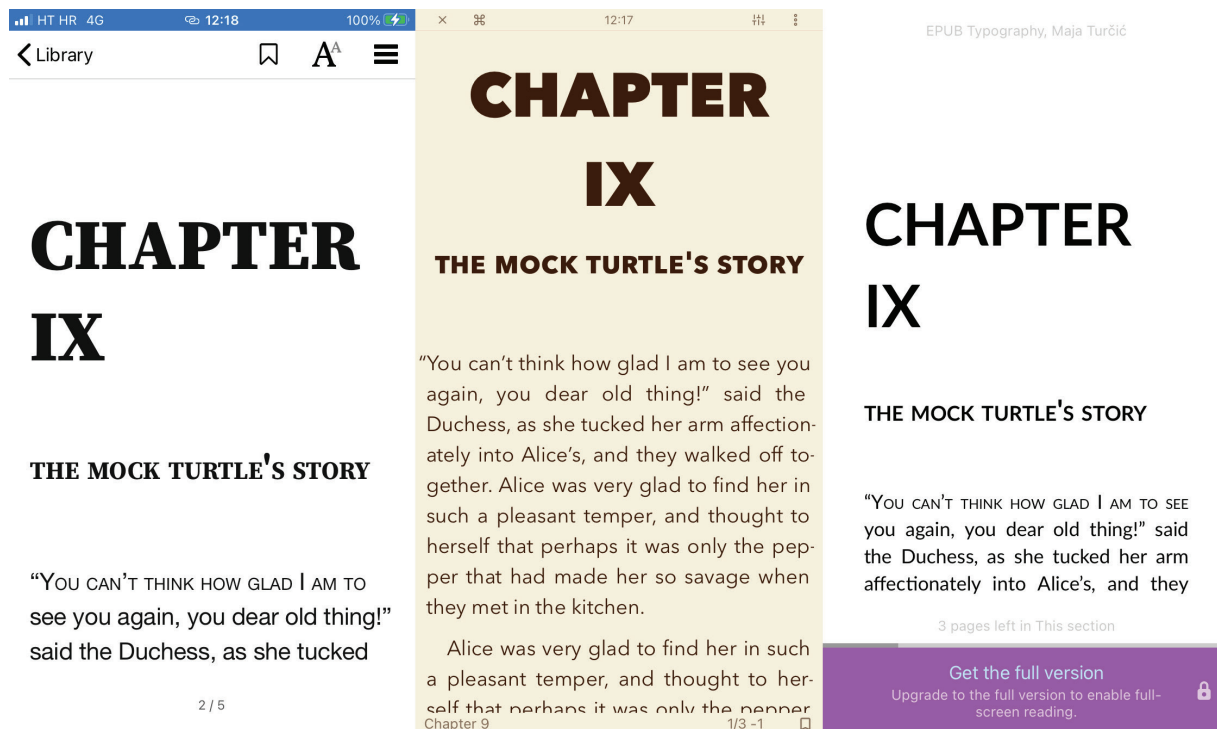 HT HR 4G 12:18 100%
Library AA
CHAPTER
IX
THE MOCK TURTLE'S STORY
“YOU CAN’T THINK HOW GLAD I AM TO
see you again, you dear old thing!”
said the Duchess, as she tucked
2 / 5
12:17
CHAPTER
IX
THE MOCK TURTLE'S STORY
“You can’t think how glad I am to see you
again, you dear old thing!” said the
Duchess, as she tucked her arm affection-
ately into Alice’s, and they walked off to-
gether. Alice was very glad to find her in
such a pleasant temper, and thought to
herself that perhaps it was only the pep-
per that had made her so savage when
they met in the kitchen.
Alice was very glad to find her in such
a pleasant temper, and thought to her-
self that perhaps it was only the pepper
Chapter 9 1/3 -1
EPUB Typography, Maja Turčić
CHAPTER
IX
THE MOCK TURTLE'S STORY
“YOU CAN’T THINK HOW GLAD I AM TO SEE
you again, you dear old thing!” said
the Duchess, as she tucked her arm
affectionately into Alice’s, and they
3 pages left in This section
Get the full version
Upgrade to the full version to enable full-
screen reading.